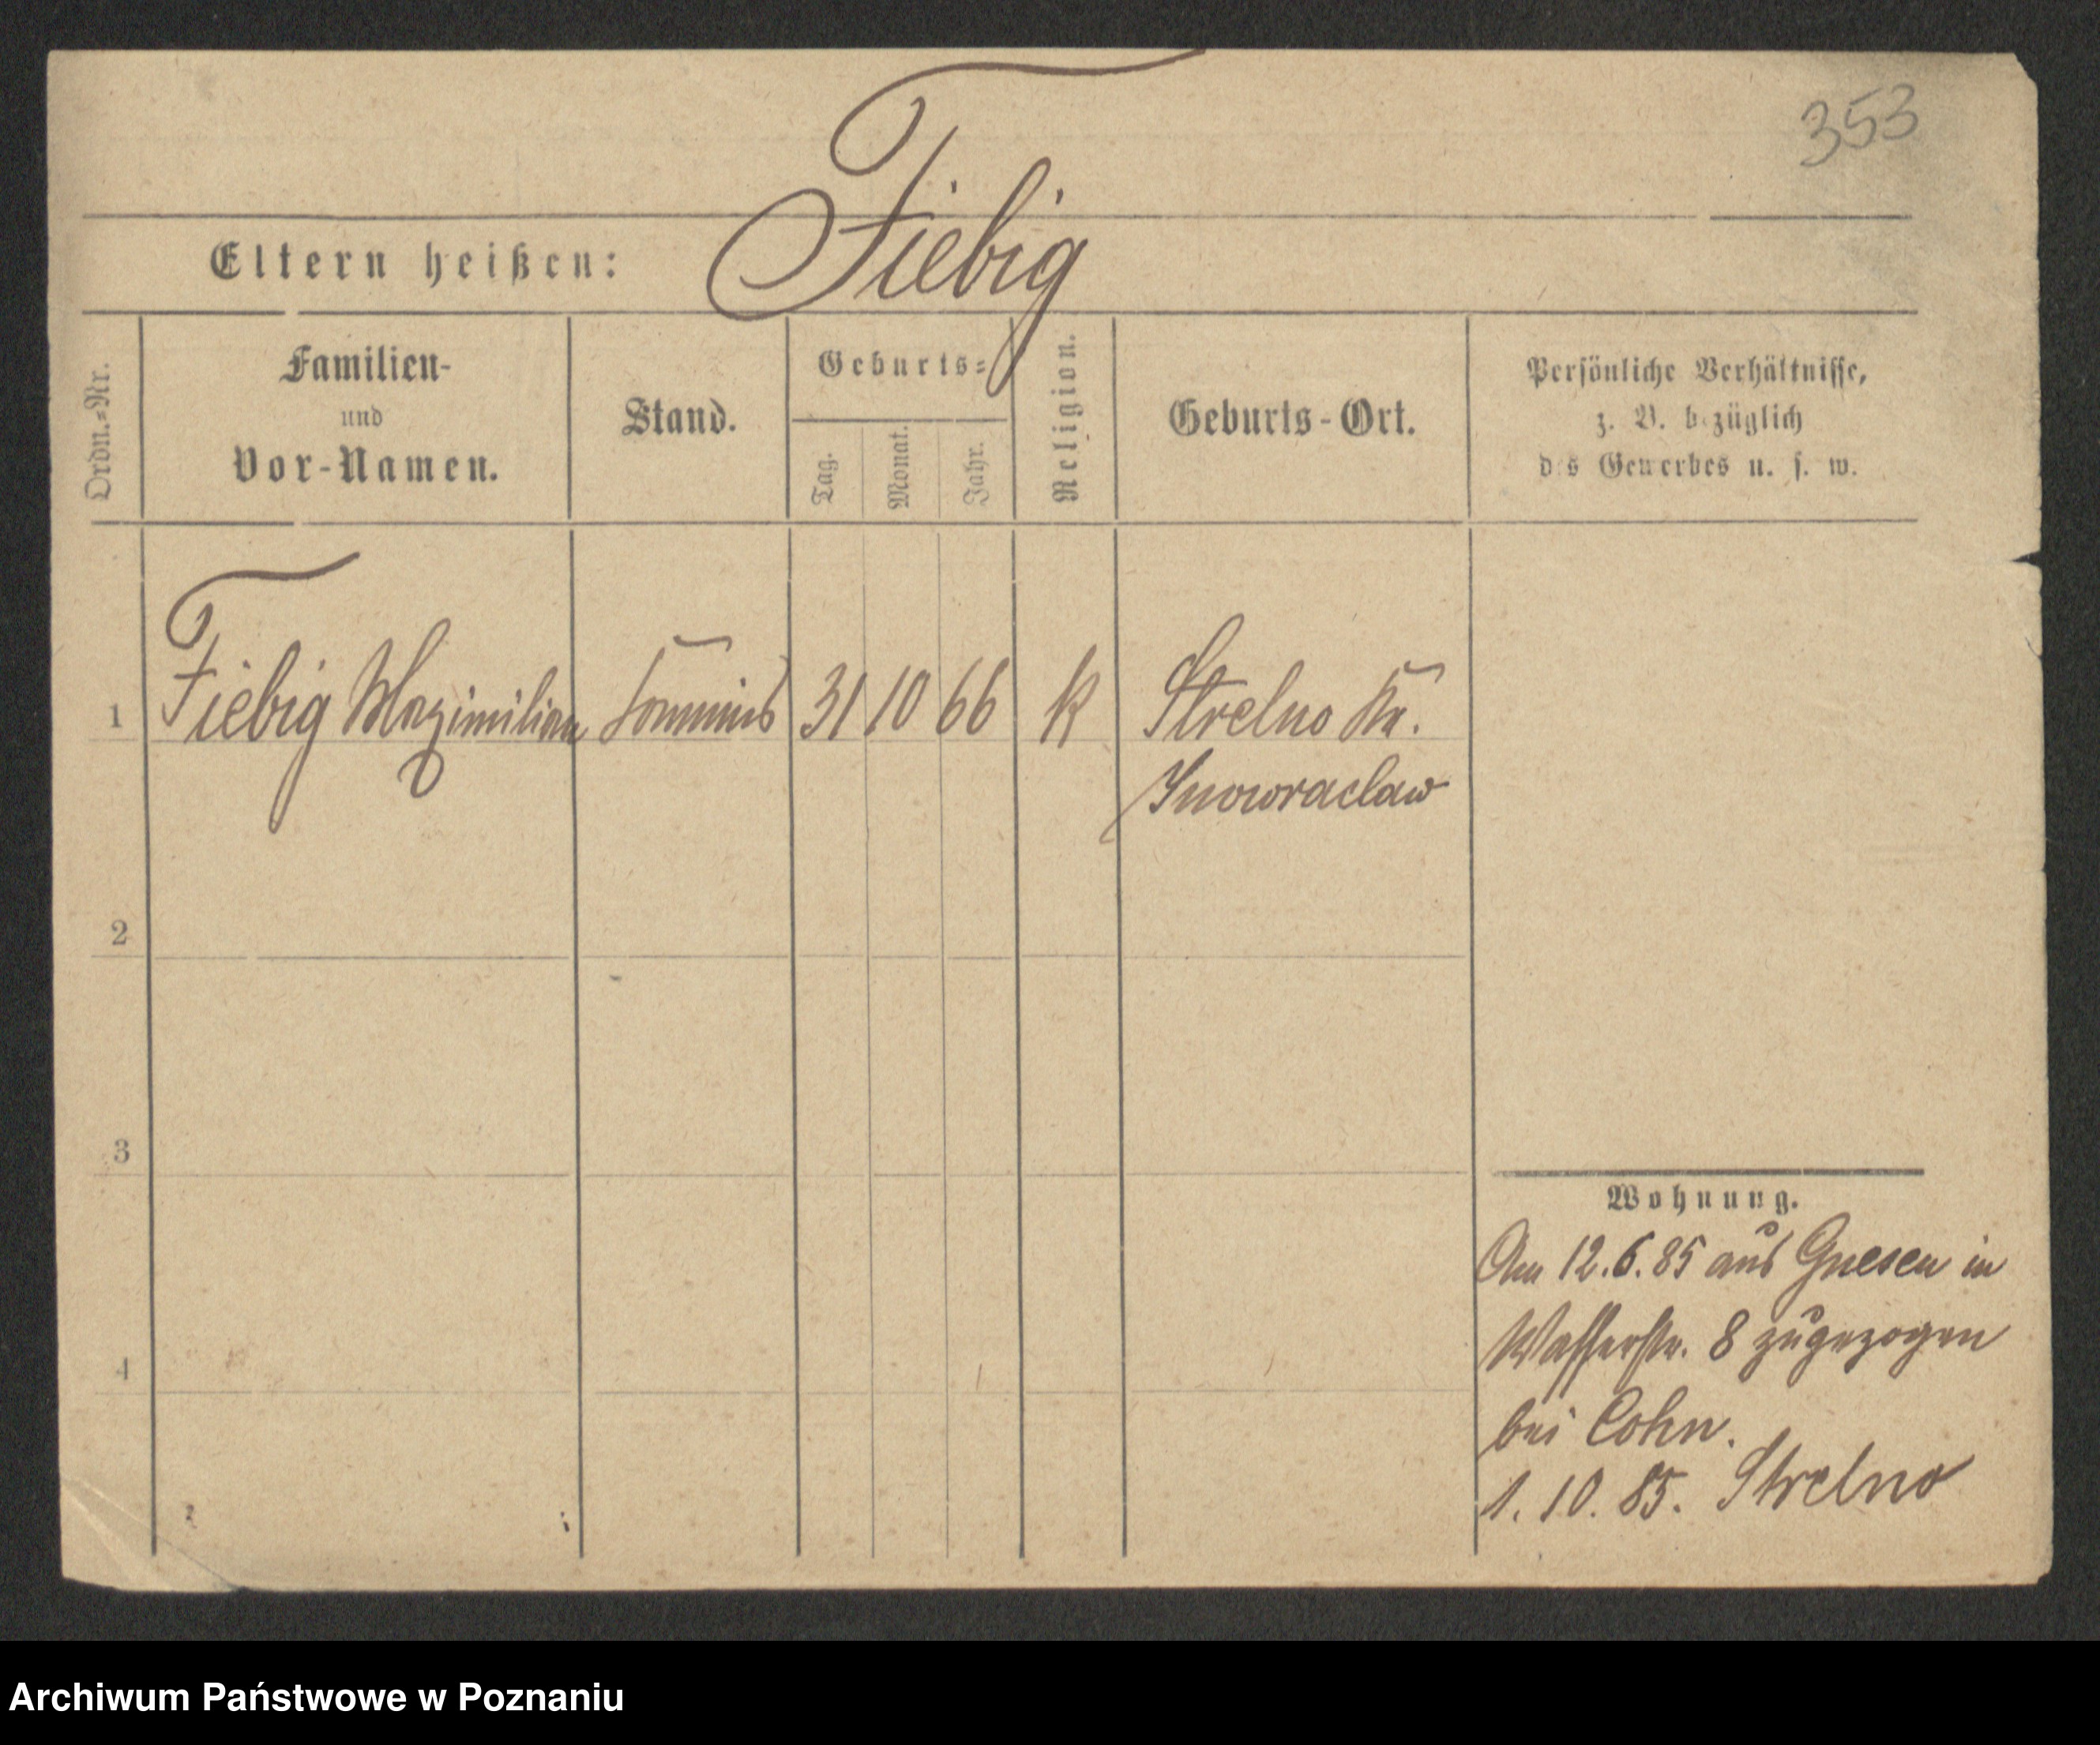 353
Fiebig
Eltern heißen:
Ordn.=Nr.
Familien-
und
Vor-Namen.
Stand.
Geburts=
Tag.
Monat.
Jahr.
Religion.
Geburts-Ort.
Persönliche Verhältnisse,
z. B. bezüglich
des Gewerbes u. s. w.
1 Fiebig Maximilian Commis 31 10 66 K Strelno Kr.
Inowraclaw
2
3
4
Wohnung.
Am 12.6.85 aus Gnesen in
Wasserstr. 8 zugezogen
bei Cohn.
1. 10. 85. Strelno
Archiwum Państwowe w Poznaniu